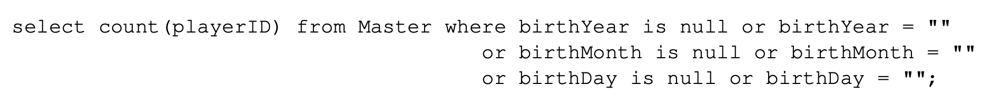 select count(playerID) from Master where birthYear is null or birthYear = ""
or birthMonth is null or birthMonth = ""
or birthDay is null or birthDay = "";